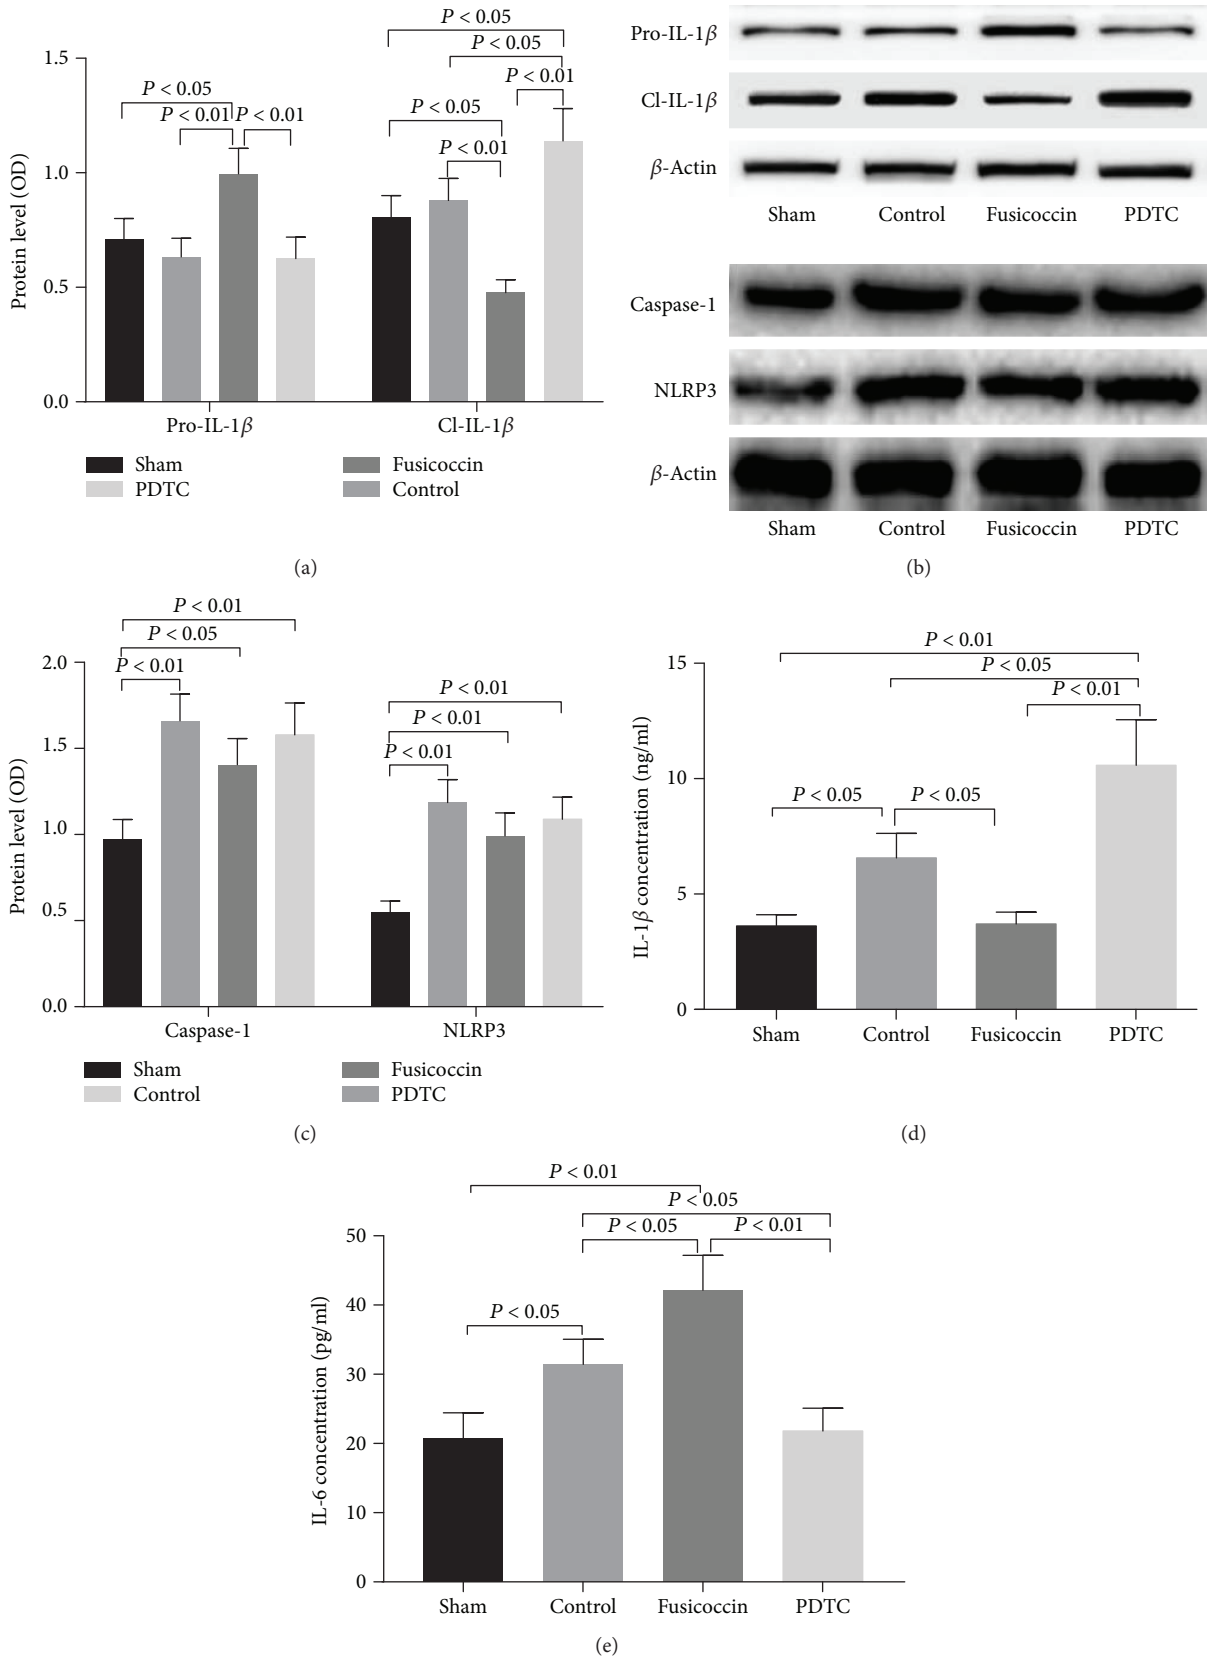 P < 0.05
P < 0.05
P < 0.01
P < 0.05
P < 0.05
P < 0.01
P < 0.01
P < 0.01
1.5
1.0
0.5
0.0
Protein level (OD)
Pro-IL-1β
Cl-IL-1β
Sham
Fusicoccin
PDTC
Control
(a)
Pro-IL-1β
Cl-IL-1β
β-Actin
Sham
Control
Fusicoccin
PDTC
Caspase-1
NLRP3
β-Actin
Sham
Control
Fusicoccin
PDTC
(b)
P < 0.01
P < 0.05
P < 0.01
P < 0.01
P < 0.01
P < 0.01
2.0
1.5
1.0
0.5
0.0
Protein level (OD)
Caspase-1
NLRP3
Sham
Fusicoccin
Control
PDTC
(c)
P < 0.01
P < 0.05
P < 0.01
P < 0.05
P < 0.05
15
10
5
0
IL-1β concentration (ng/ml)
Sham
Control
Fusicoccin
PDTC
(d)
P < 0.01
P < 0.05
P < 0.05
P < 0.01
P < 0.05
50
40
30
20
10
0
IL-6 concentration (pg/ml)
Sham
Control
Fusicoccin
PDTC
(e)